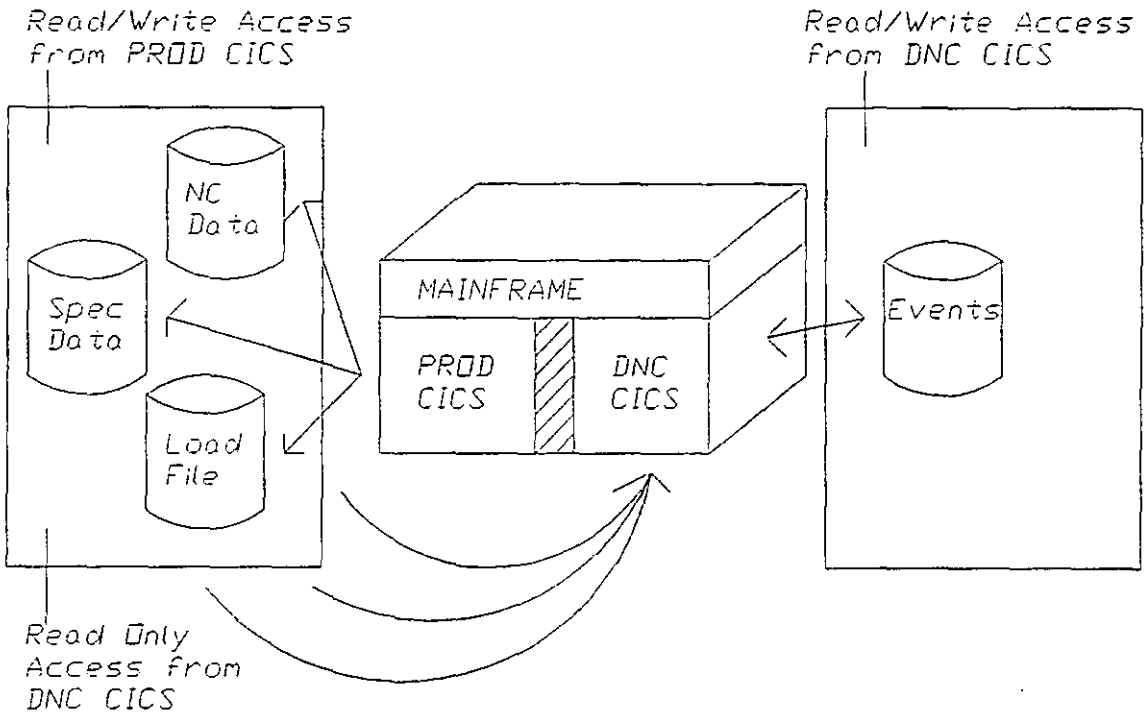 Read/Write Access
from PROD CICS
Read/Write Access
from DNC CICS
NC
Data
Spec
Data
Load
File
MAINFRAME
PROD
CICS
DNC
CICS
Events
Read Only
Access from
DNC CICS